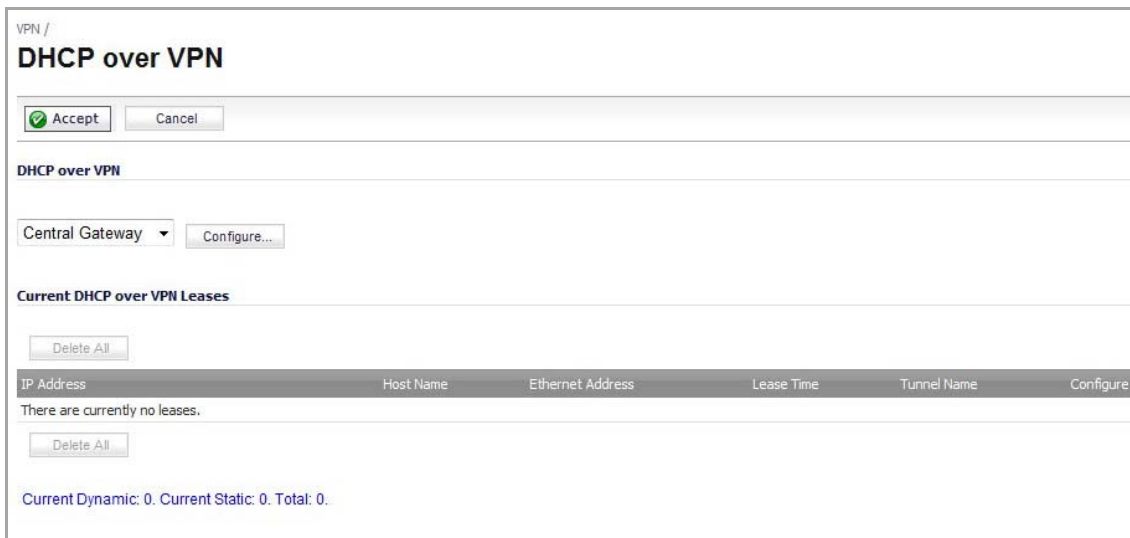 VPN /
DHCP over VPN
Accept Cancel
DHCP over VPN
Central Gateway Configure...
Current DHCP over VPN Leases
Delete All
IP Address Host Name Ethernet Address Lease Time Tunnel Name Configure
There are currently no leases.
Delete All
Current Dynamic: 0. Current Static: 0. Total: 0.